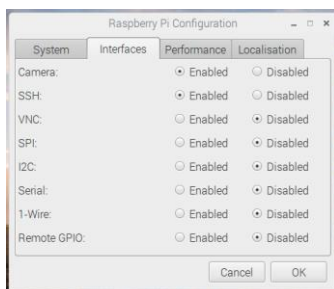 Raspberry Pi Configuration
System Interfaces Performance Localisation
Camera: Enabled Disabled
SSH: Enabled Disabled
VNC: Enabled Disabled
SPI: Enabled Disabled
I2C: Enabled Disabled
Serial: Enabled Disabled
1-Wire: Enabled Disabled
Remote GPIO: Enabled Disabled
Cancel OK